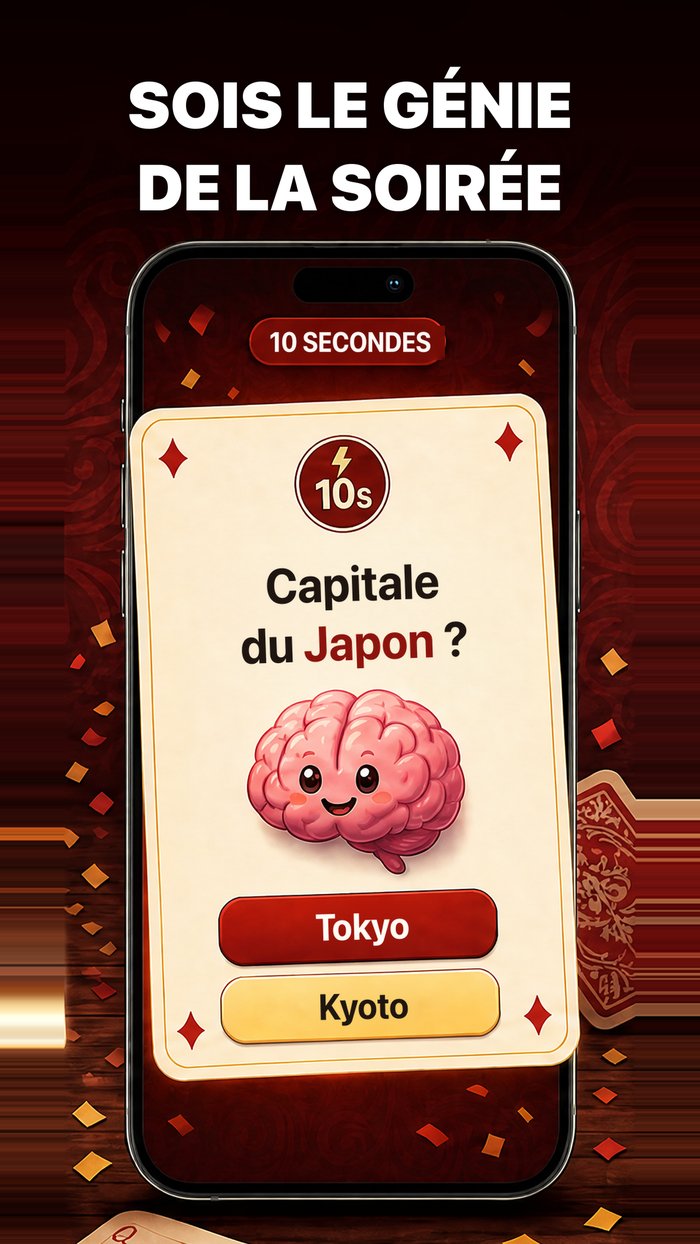 SOIS LE GÉNIE
DE LA SOIRÉE
10 SECONDES
10s
Capitale
du Japon ?
Tokyo
Kyoto
Q